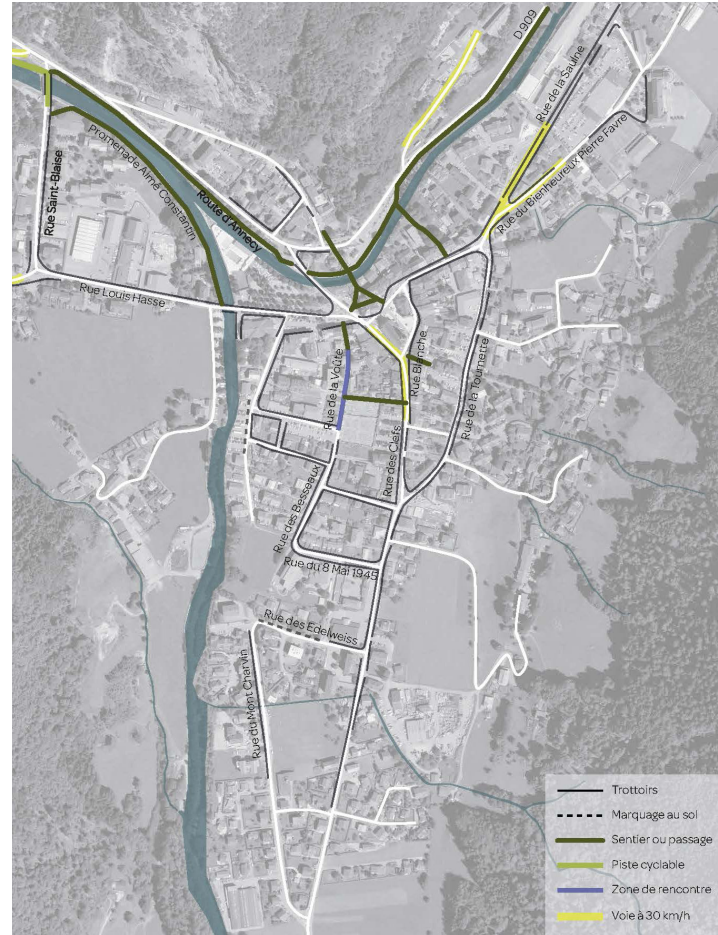 D 909
Rue de la Saulne
Rue du Bienheureux Pierre Favre
Promenade Aimé Constantin
Rue Saint-Blaise
Route d'Annecy
Rue Louis Hasse
Rue de la Voûte
Rue Blanche
Rue de la Tournette
Rue des Clefs
Rue des Besseaux
Rue du 8 Mai 1945
Rue des Edelweiss
Rue du Mont Charvin
Trottoirs
Marquage au sol
Sentier ou passage
Piste cyclable
Zone de rencontre
Voie à 30 km/h